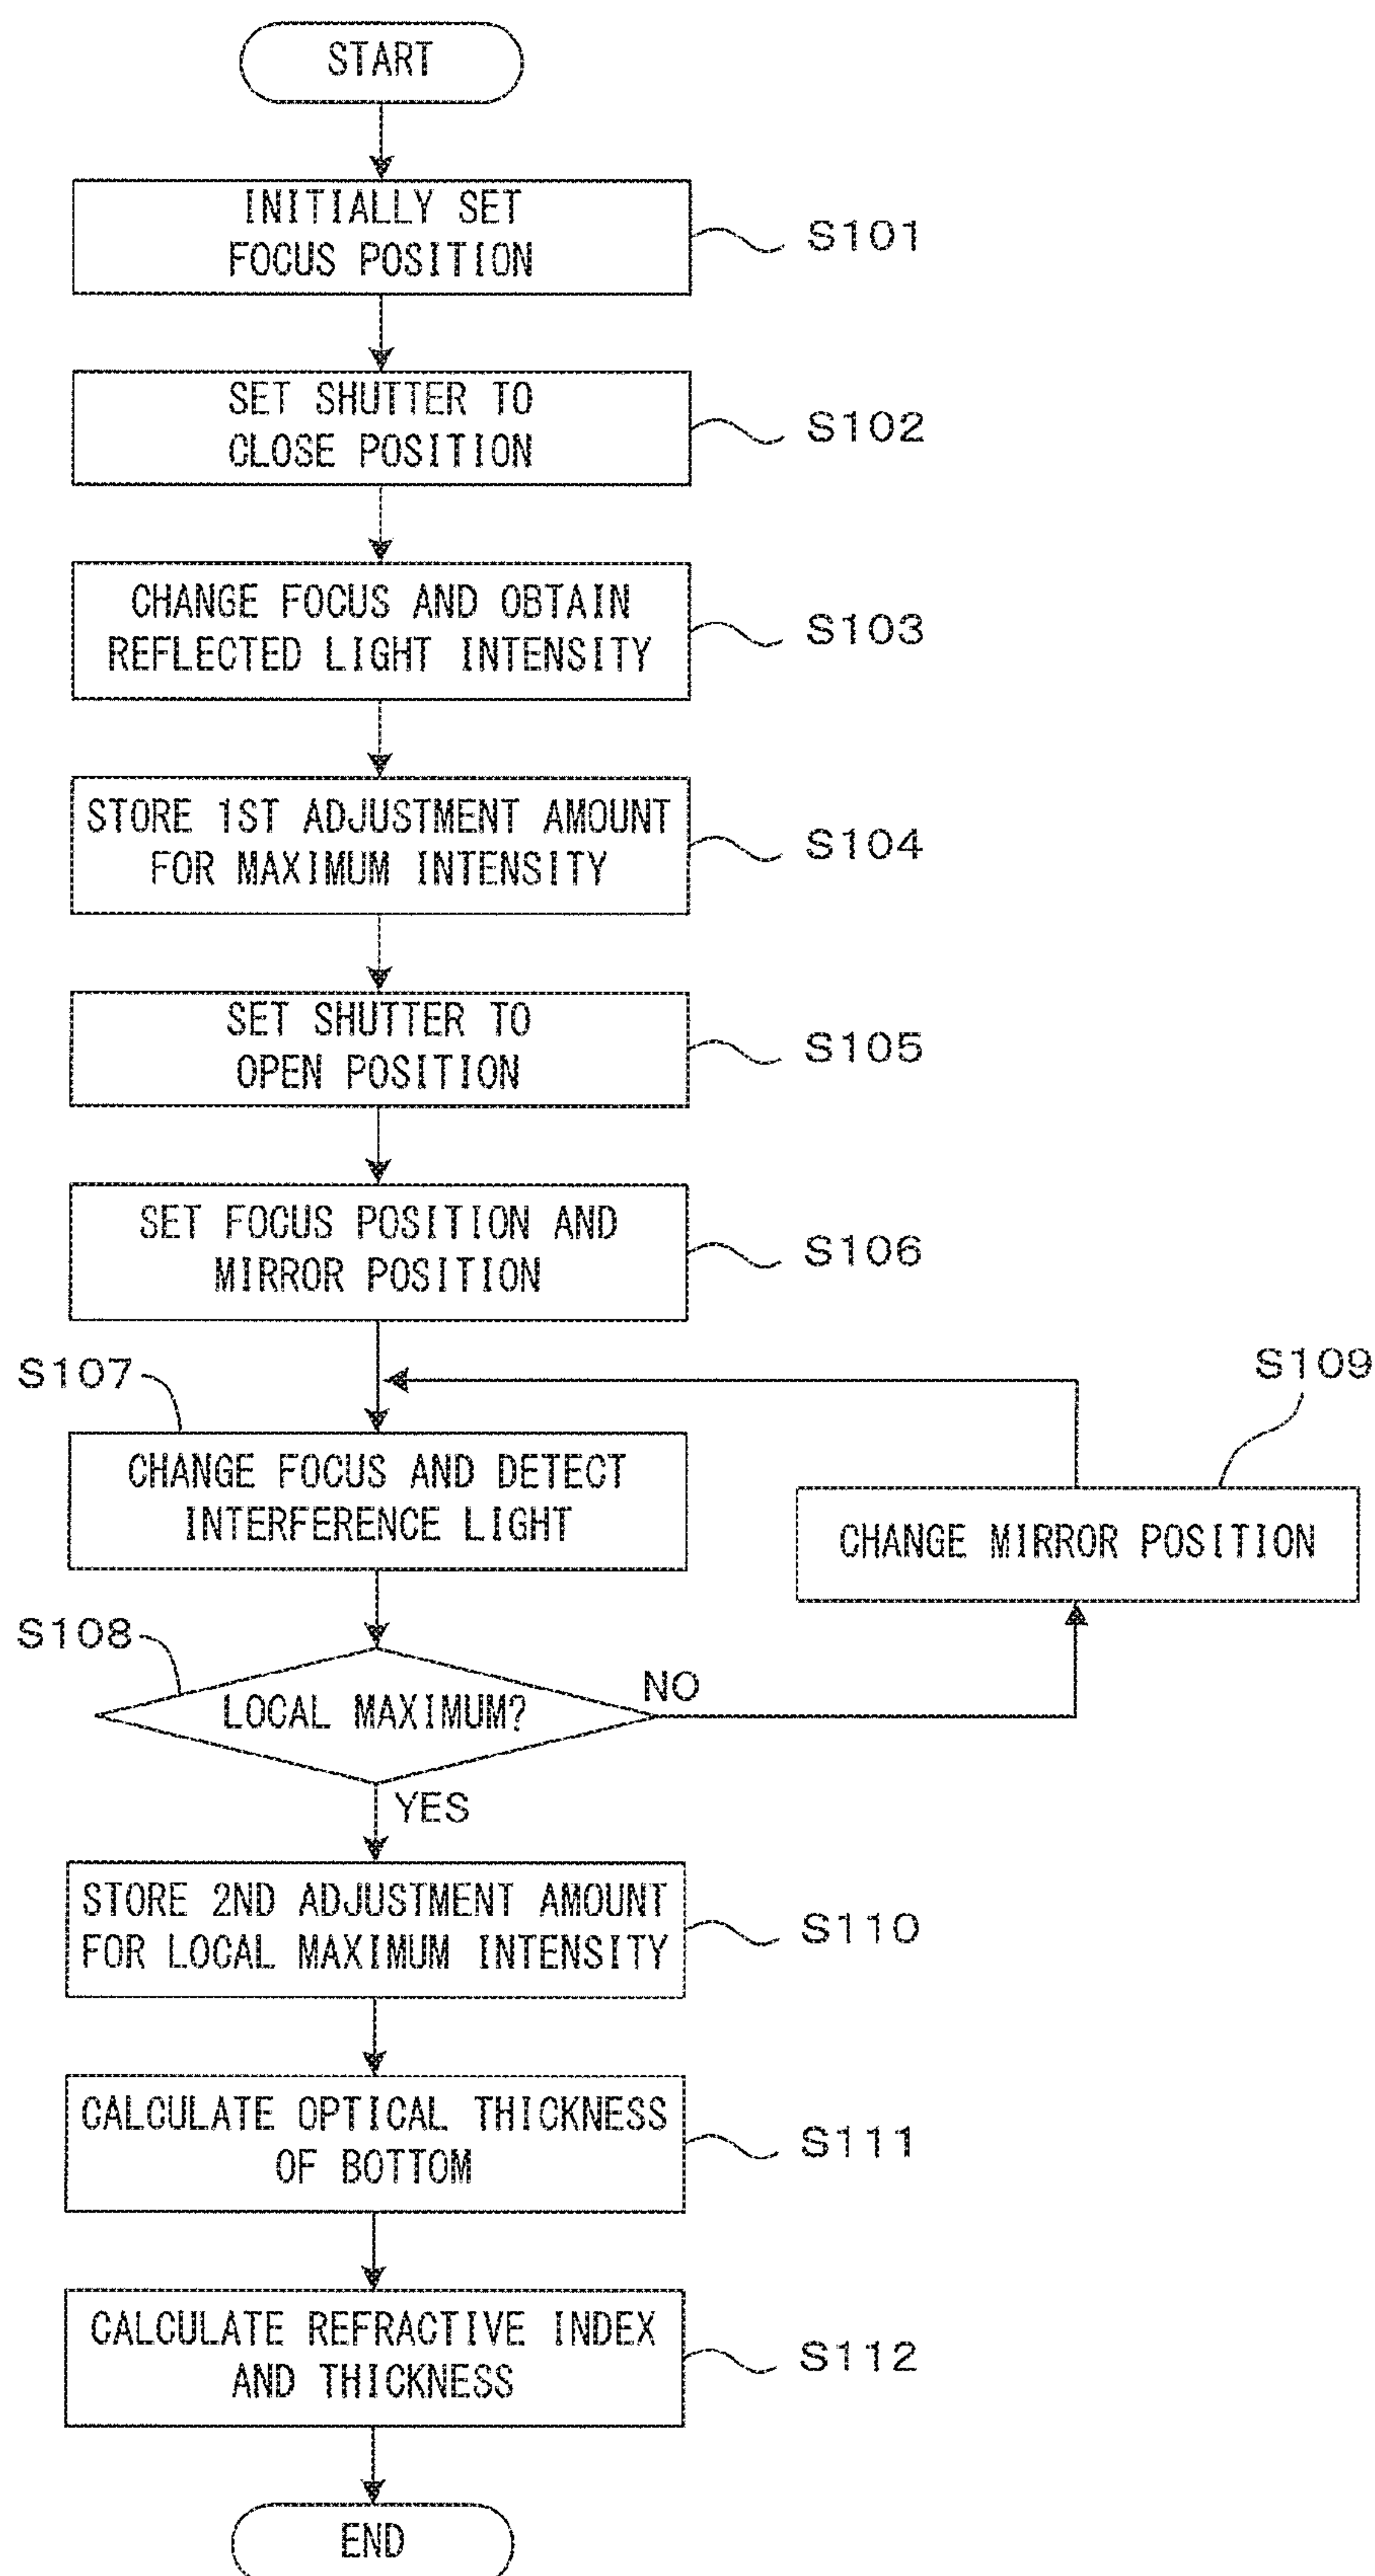 START
INITIALLY SET
FOCUS POSITION
S101
SET SHUTTER TO
CLOSE POSITION
S102
CHANGE FOCUS AND OBTAIN
REFLECTED LIGHT INTENSITY
S103
STORE 1ST ADJUSTMENT AMOUNT
FOR MAXIMUM INTENSITY
S104
SET SHUTTER TO
OPEN POSITION
S105
SET FOCUS POSITION AND
MIRROR POSITION
S106
S107
CHANGE FOCUS AND DETECT
INTERFERENCE LIGHT
S109
CHANGE MIRROR POSITION
S108
LOCAL MAXIMUM?
NO
YES
STORE 2ND ADJUSTMENT AMOUNT
FOR LOCAL MAXIMUM INTENSITY
S110
CALCULATE OPTICAL THICKNESS
OF BOTTOM
S111
CALCULATE REFRACTIVE INDEX
AND THICKNESS
S112
END